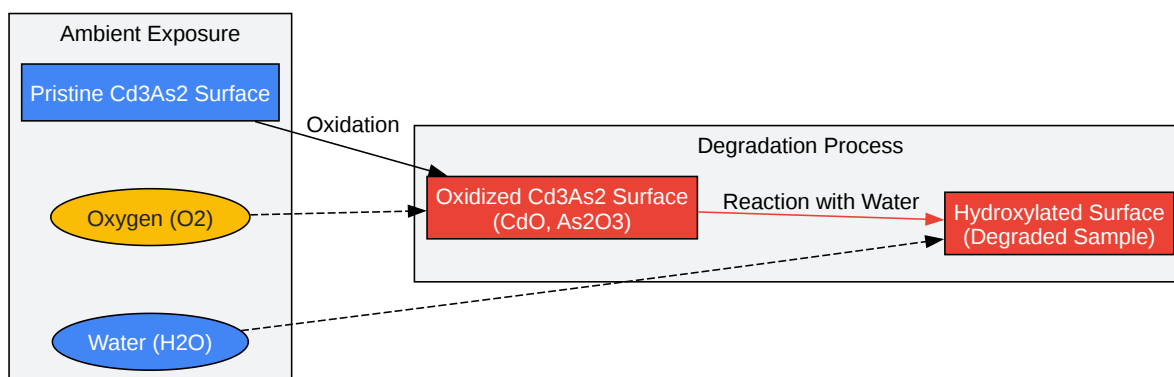 Ambient Exposure
Pristine Cd3As2 Surface
Oxidation
Degradation Process
Oxidized Cd3As2 Surface
(CdO, As2O3)
Reaction with Water
Hydroxylated Surface
(Degraded Sample)
Oxygen (O2)
Water (H2O)